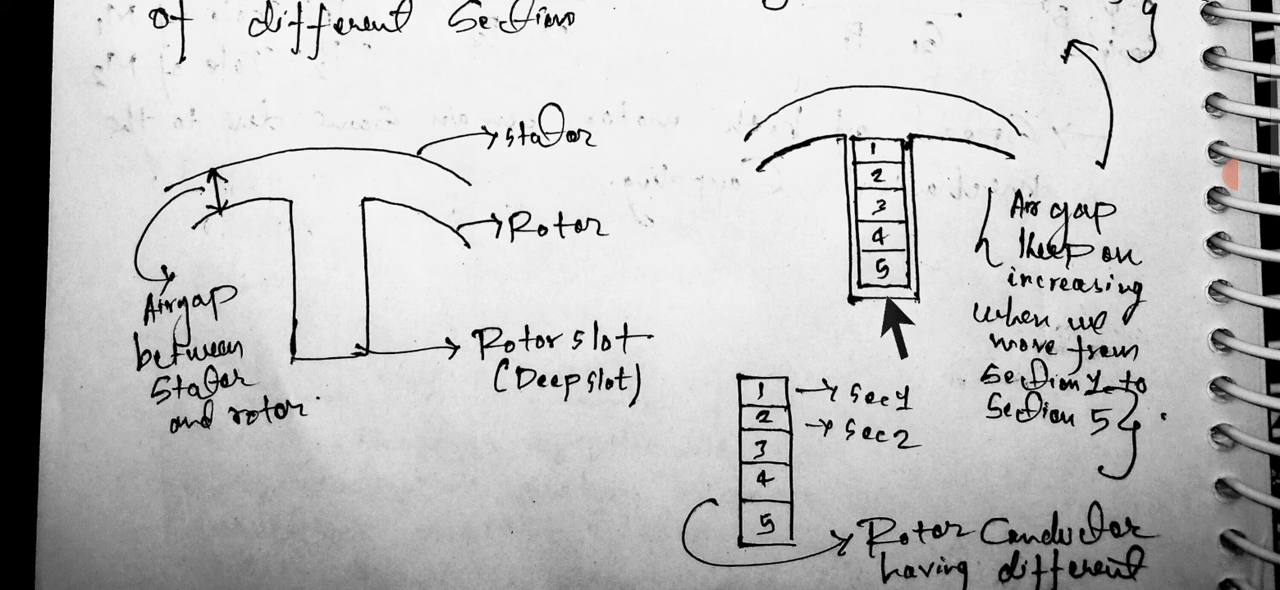 of different Section
g
stator
Rotor
Airgap
between
stator
and rotor.
Rotor slot
(Deep slot)
1
2
3
4
5
{ Air gap
keep on
increasing
when we
move from
section 1 to
Section 5 }.
1 → sec 1
2 → sec 2
3
4
5
Rotor Conductor
having different